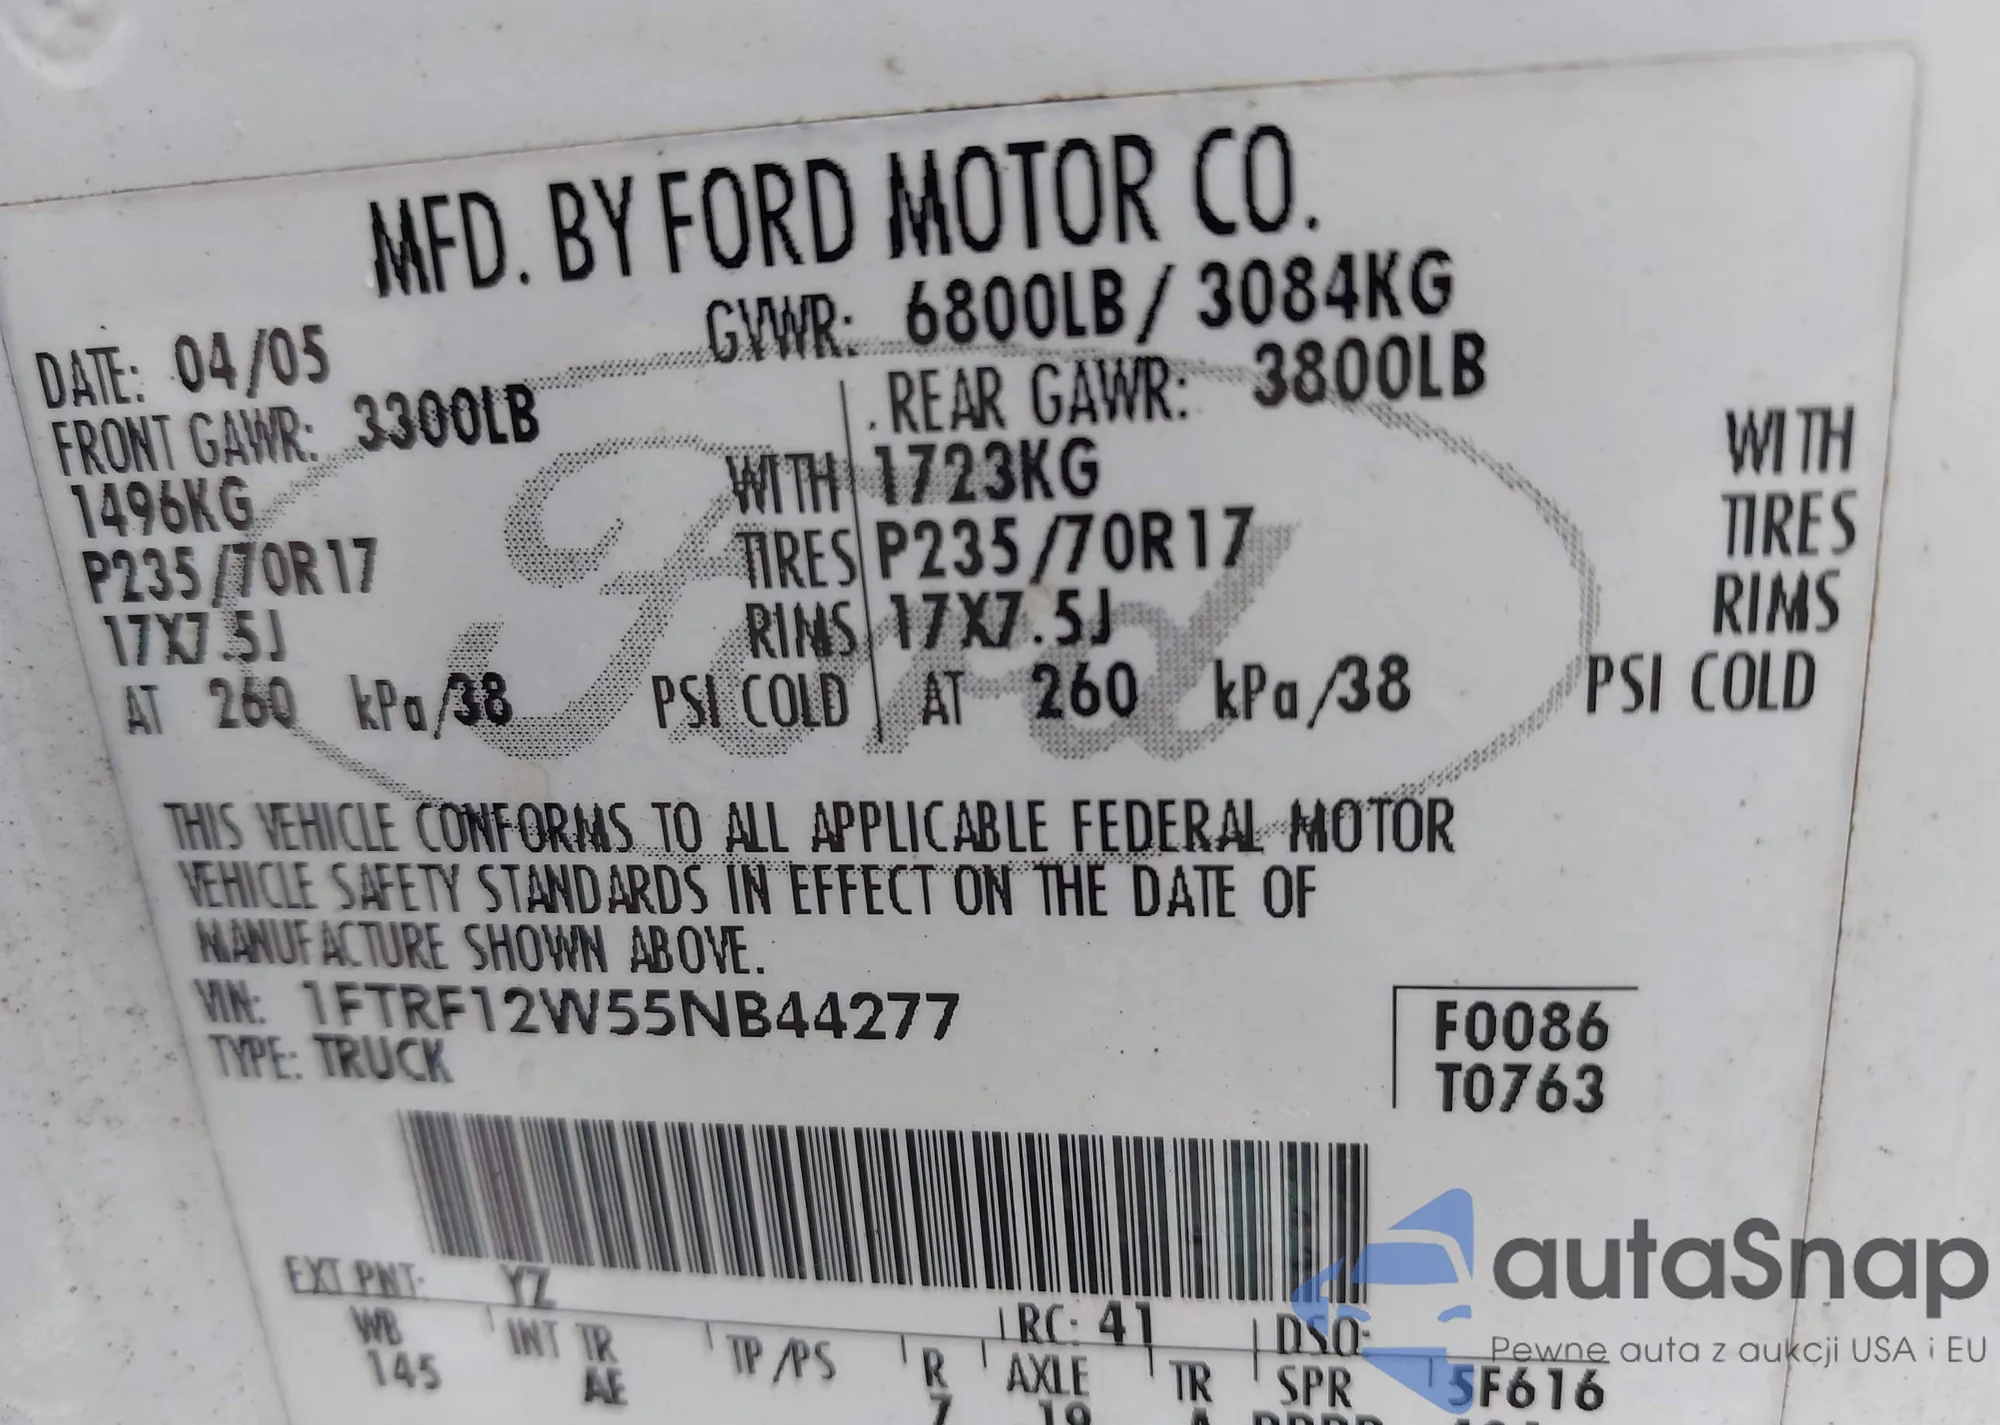 MFD. BY FORD MOTOR CO.
DATE: 04/05 GVWR: 6800LB / 3084KG
FRONT GAWR: 3300LB REAR GAWR: 3800LB
1496KG WITH 1723KG WITH
P235/70R17 TIRES P235/70R17 TIRES
17X7.5J RIMS 17X7.5J RIMS
AT 260 kPa/38 PSI COLD AT 260 kPa/38 PSI COLD
Ford
THIS VEHICLE CONFORMS TO ALL APPLICABLE FEDERAL MOTOR
VEHICLE SAFETY STANDARDS IN EFFECT ON THE DATE OF
MANUFACTURE SHOWN ABOVE.
VIN: 1FTRF12W55NB44277 F0086
TYPE: TRUCK T0763
EXT PNT: YZ RC: 41 DSO:
WB INT TR TP/PS R AXLE TR SPR 5F616
145 AE 7 19 A
autaSnap
Pewne auta z aukcji USA i EU